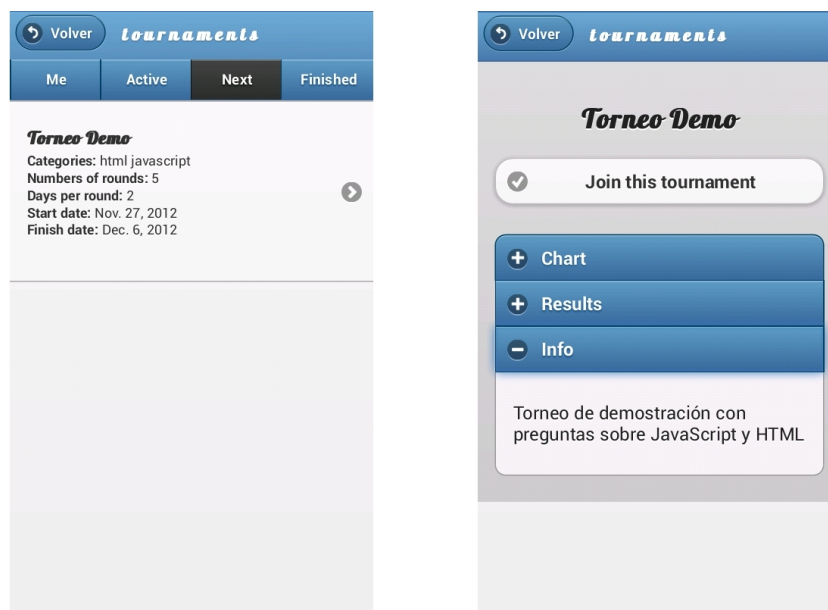 Volver tournaments
Me Active Next Finished
Torneo Demo
Categories: html javascript
Numbers of rounds: 5
Days per round: 2
Start date: Nov. 27, 2012
Finish date: Dec. 6, 2012
Volver tournaments
Torneo Demo
Join this tournament
Chart
Results
Info
Torneo de demostración con
preguntas sobre JavaScript y HTML